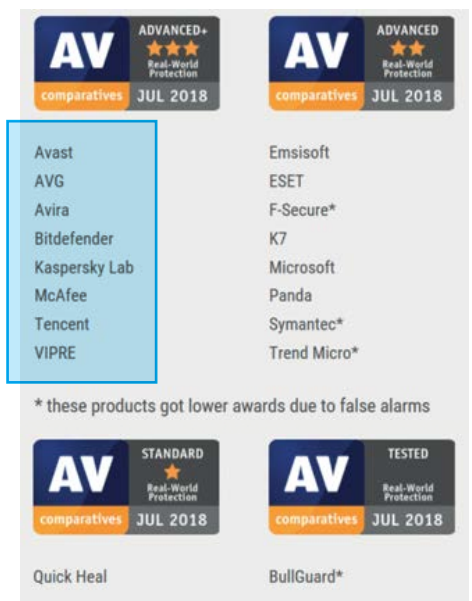 AV
comparatives
ADVANCED+
Real-World
Protection
JUL 2018
Avast
AVG
Avira
Bitdefender
Kaspersky Lab
McAfee
Tencent
VIPRE
AV
comparatives
ADVANCED
Real-World
Protection
JUL 2018
Emsisoft
ESET
F-Secure*
K7
Microsoft
Panda
Symantec*
Trend Micro*
* these products got lower awards due to false alarms
AV
comparatives
STANDARD
Real-World
Protection
JUL 2018
Quick Heal
AV
comparatives
TESTED
Real-World
Protection
JUL 2018
BullGuard*